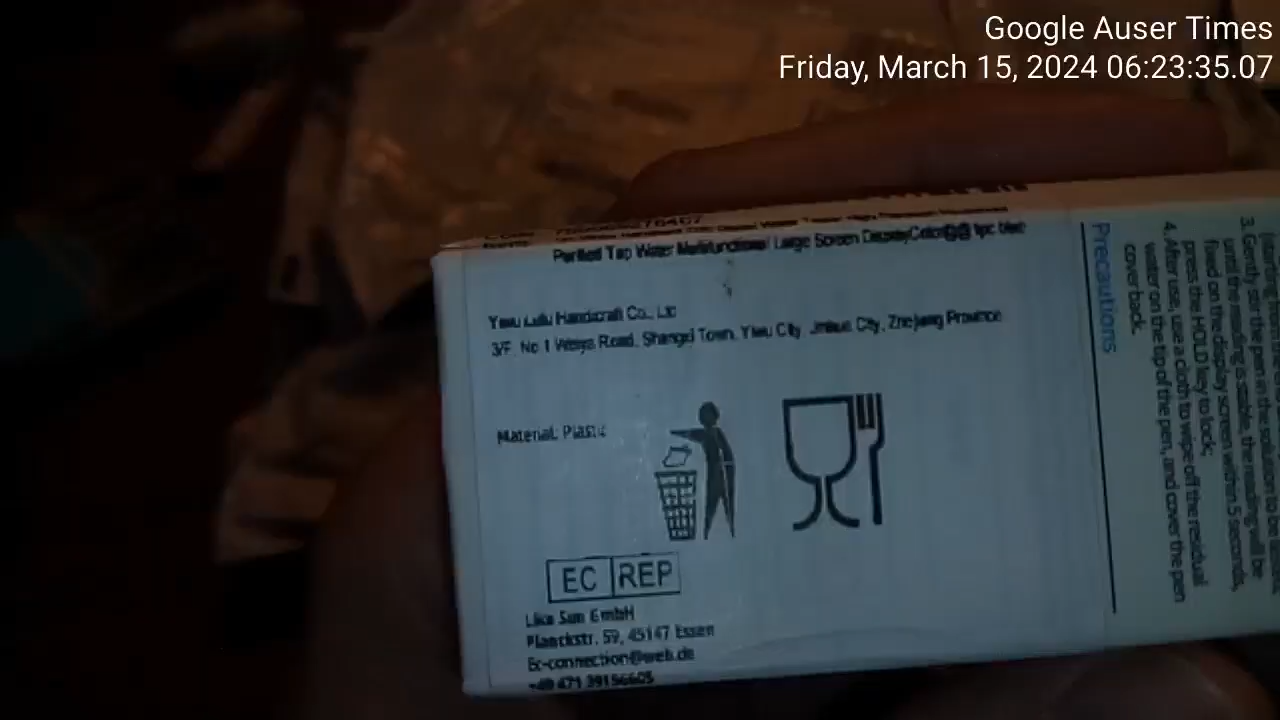 Google Auser Times
Friday, March 15, 2024 06:23:35.07
Purified Tap Water Multifunctional Large Screen Display 1pc blue
Yiwu Lulu Handicraft Co., Ltd
3/F, No 1 Road, Shangxi Town, Yiwu City, Jinhua City, Zhejiang Province
Material: Plastic
EC REP
Lika Sun GmbH
Planckstr. 59, 45147 Essen
Ec-connection@web.de
Precautions
3. Gently stir the pen in the solution to be
until the reading is stable, the reading will be
fixed on the display screen within 5 seconds,
press the HOLD key to lock;
4. After use, use a cloth to wipe off the residual
water on the tip of the pen, and cover the pen
cover back.